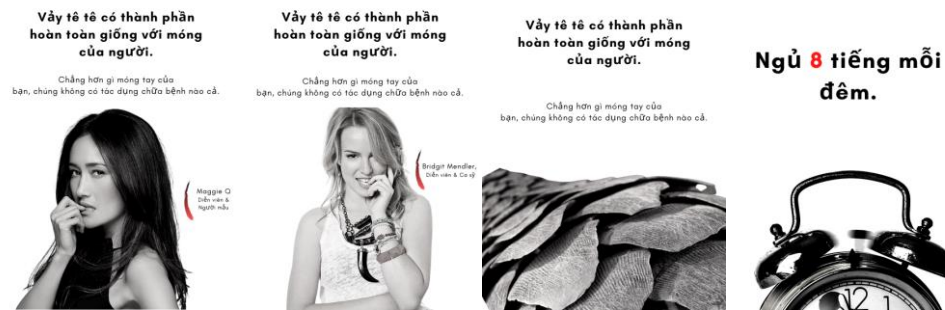 Vảy tê tê có thành phần
hoàn toàn giống với móng
của người.
Chẳng hơn gì móng tay của
bạn, chúng không có tác dụng chữa bệnh nào cả.
Maggie Q
Diễn viên &
Người mẫu
Vảy tê tê có thành phần
hoàn toàn giống với móng
của người.
Chẳng hơn gì móng tay của
bạn, chúng không có tác dụng chữa bệnh nào cả.
Bridgit Mendler,
Diễn viên & Ca sỹ
Vảy tê tê có thành phần
hoàn toàn giống với móng
của người.
Chẳng hơn gì móng tay của
bạn, chúng không có tác dụng chữa bệnh nào cả.
Ngủ 8 tiếng mỗi
đêm.
12
1